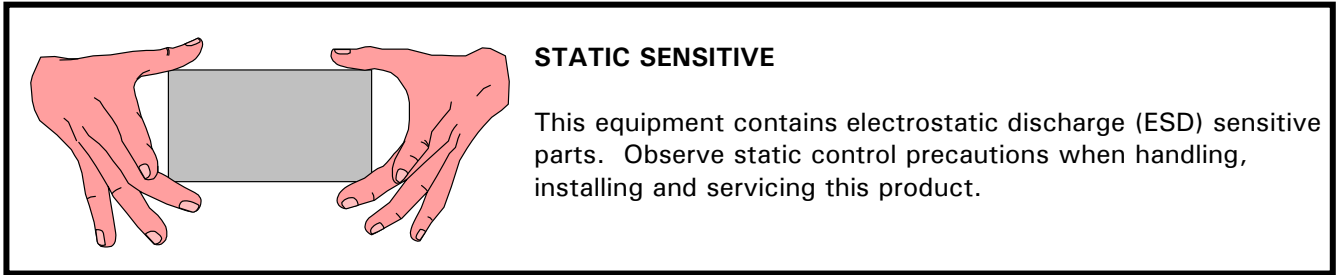 STATIC SENSITIVE
This equipment contains electrostatic discharge (ESD) sensitive
parts.  Observe static control precautions when handling,
installing and servicing this product.